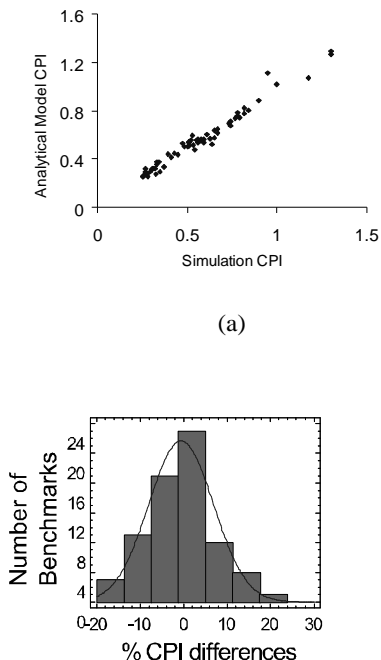 1.6
1.2
0.8
0.4
0
0 0.5 1 1.5
Analytical Model CPI
Simulation CPI
(a)
24
20
16
12
8
4
0
-20 -10 0 10 20 30
Number of
Benchmarks
% CPI differences